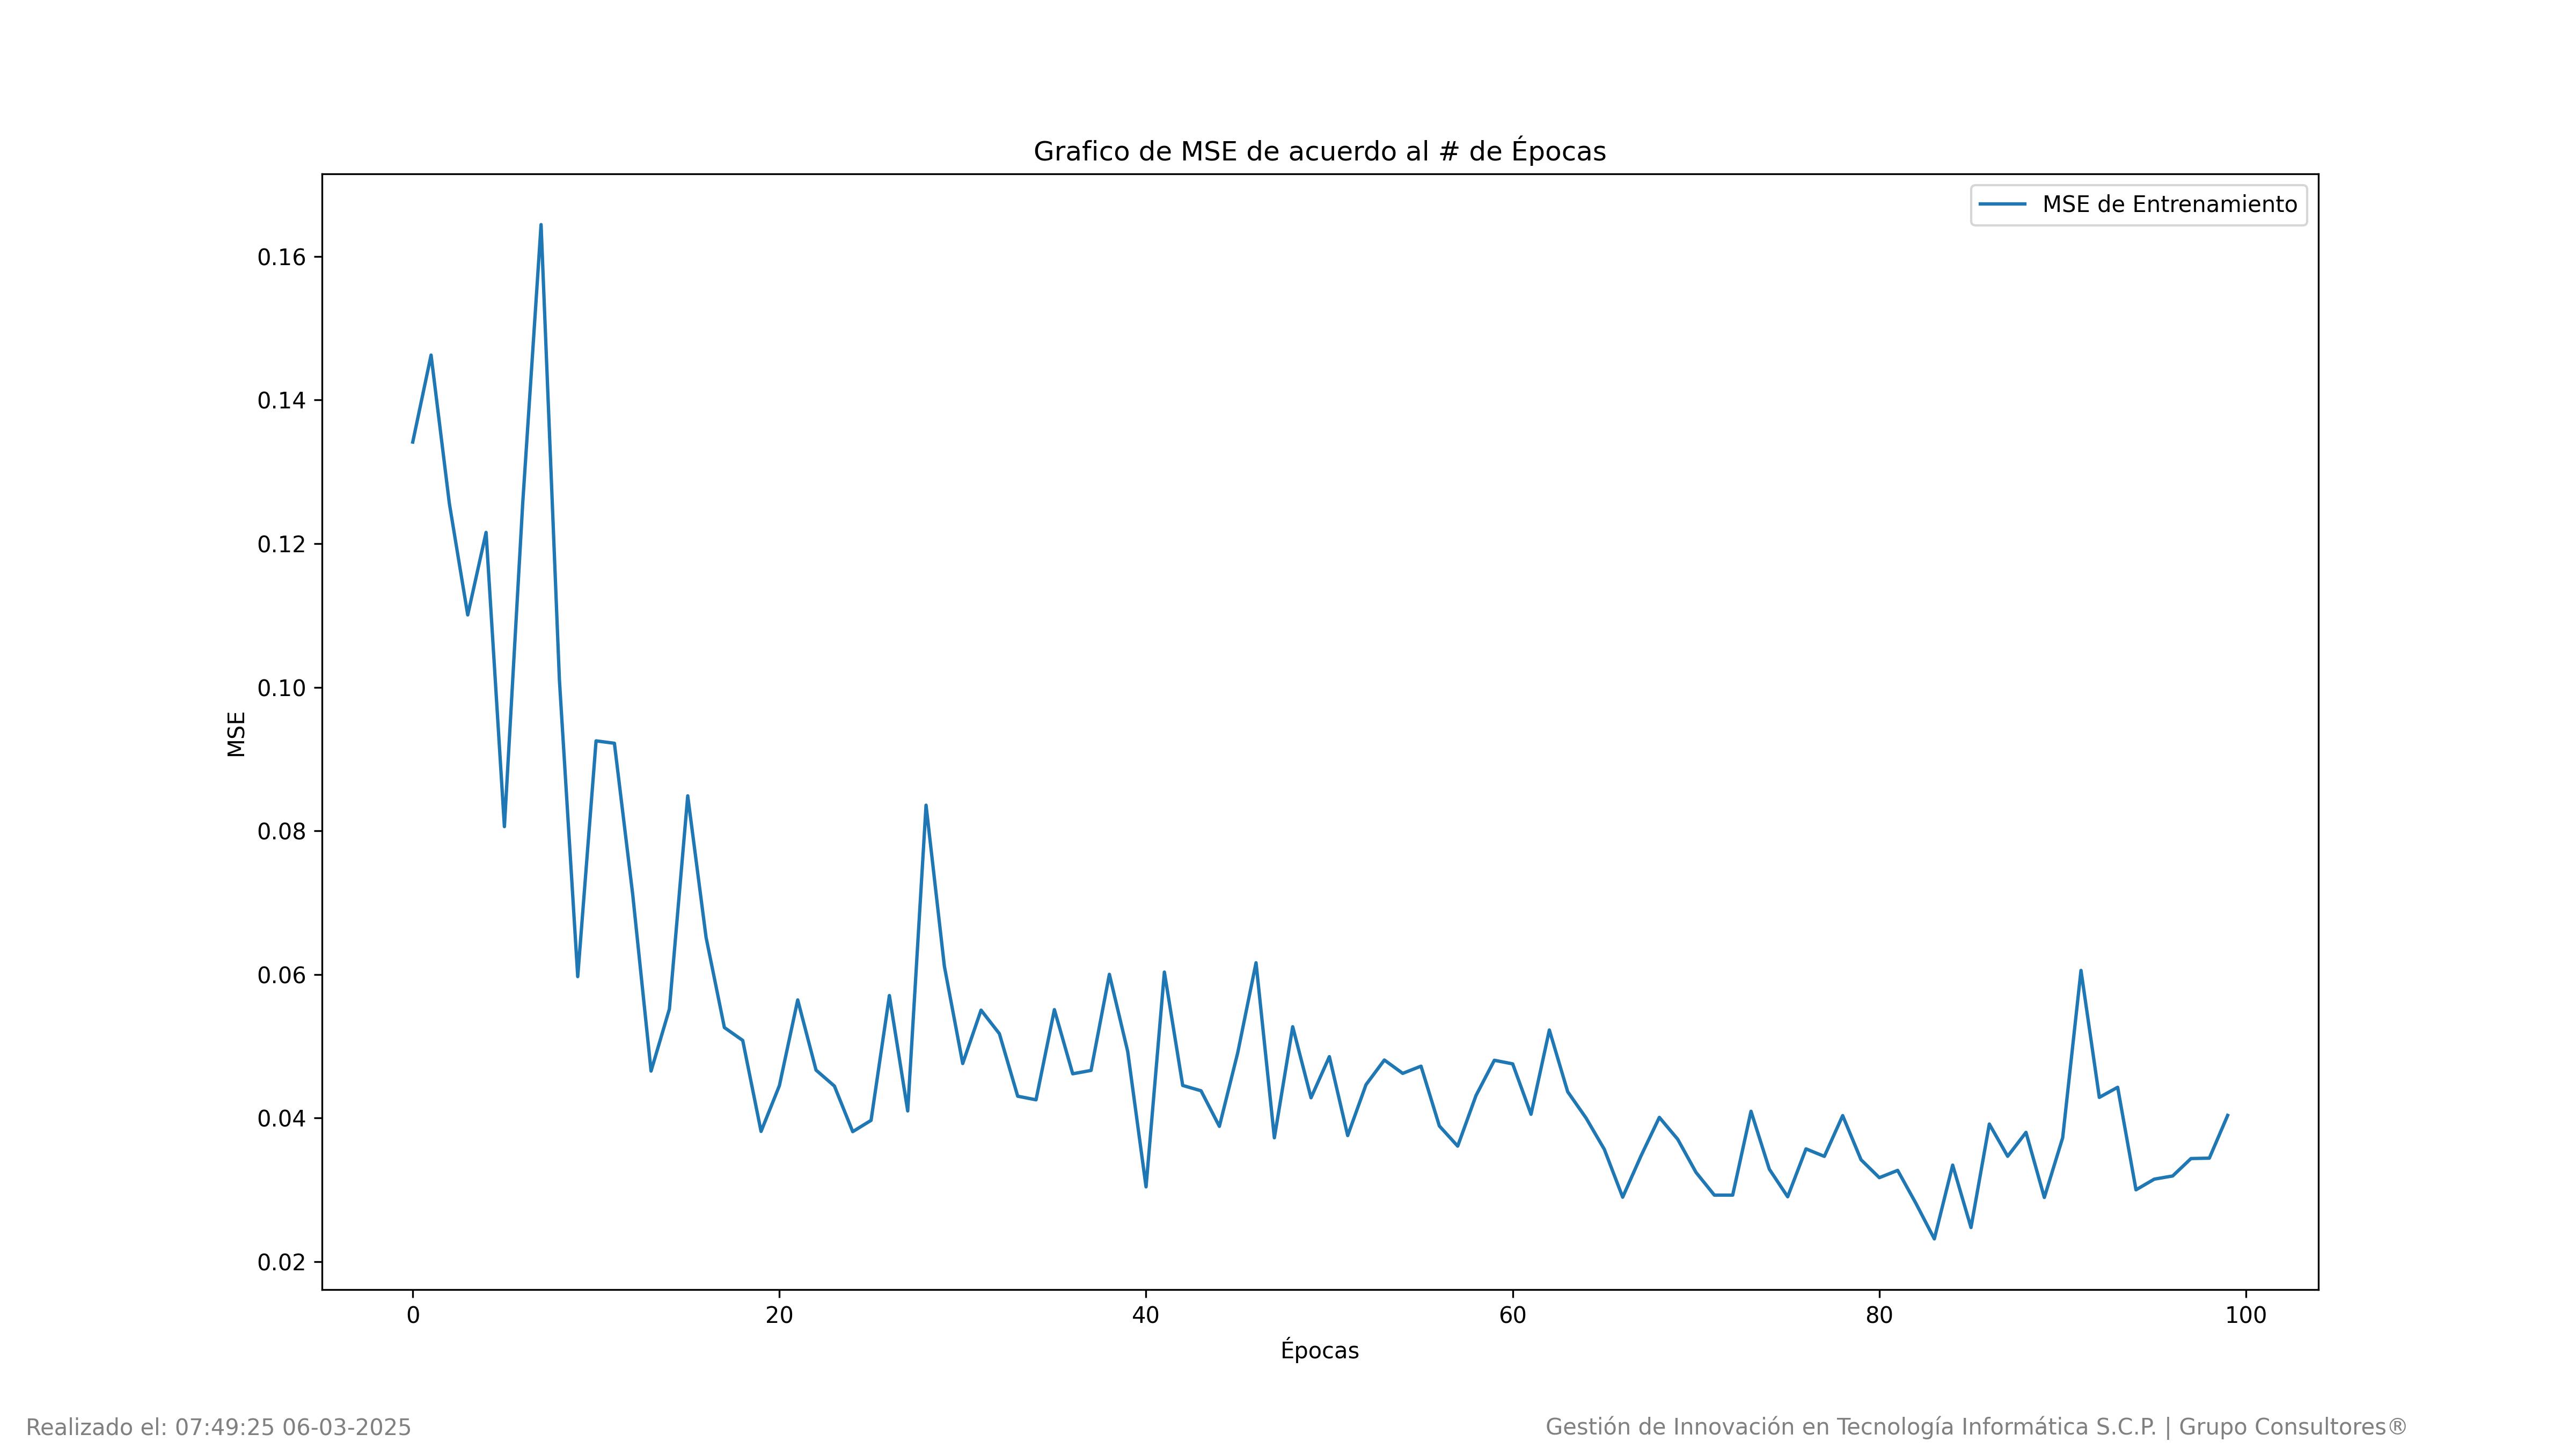 Grafico de MSE de acuerdo al # de Épocas
MSE de Entrenamiento
0.16
0.14
0.12
0.10
0.08
0.06
0.04
0.02
MSE
0 20 40 60 80 100
Épocas
Realizado el: 07:49:25 06-03-2025
Gestión de Innovación en Tecnología Informática S.C.P. | Grupo Consultores®